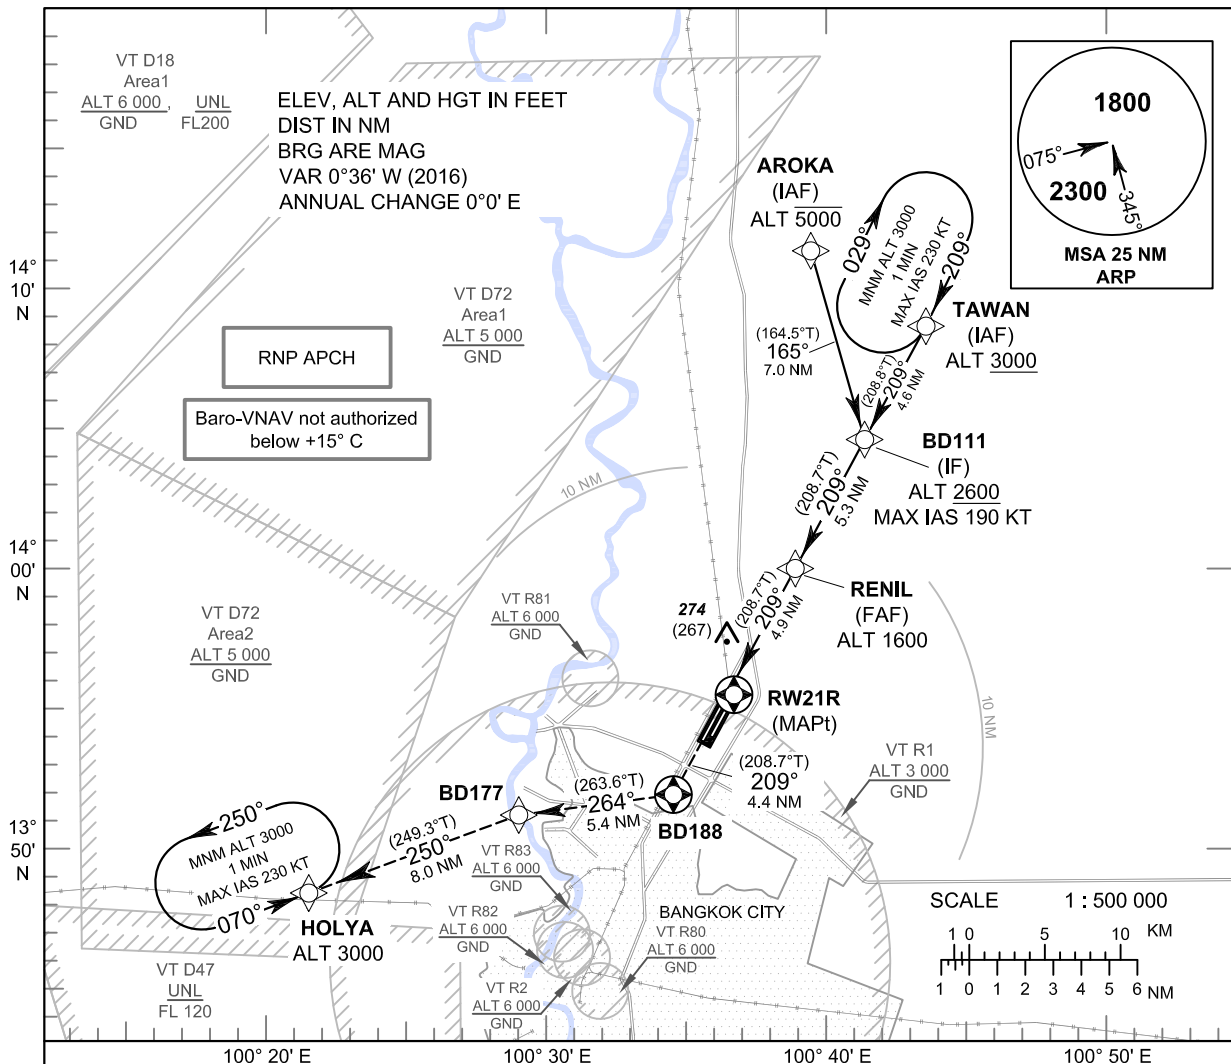 VT D18
Area1
ALT 6 000, UNL
GND FL200
ELEV, ALT AND HGT IN FEET
DIST IN NM
BRG ARE MAG
VAR 0°36' W (2016)
ANNUAL CHANGE 0°0' E
1800
075°
2300
345°
MSA 25 NM
ARP
AROKA
(IAF)
ALT 5000
029°
MNM ALT 3000
1 MIN
MAX IAS 230 KT
209°
TAWAN
(IAF)
ALT 3000
14°
10'
N
VT D72
Area1
ALT 5 000
GND
RNP APCH
Baro-VNAV not authorized
below +15° C
(164.5°T)
165°
7.0 NM
(208.8°T)
209°
4.6 NM
BD111
(IF)
ALT 2600
MAX IAS 190 KT
10 NM
(208.7°T)
209°
5.3 NM
14°
00'
N
RENIL
(FAF)
ALT 1600
VT R81
ALT 6 000
GND
274
(267)
(208.7°T)
209°
4.9 NM
VT D72
Area2
ALT 5 000
GND
RW21R
(MAPt)
10 NM
VT R1
ALT 3 000
GND
(208.7°T)
209°
4.4 NM
BD177
(263.6°T)
264°
5.4 NM
BD188
13°
50'
N
250°
MNM ALT 3000
1 MIN
MAX IAS 230 KT
070°
(249.3°T)
250°
8.0 NM
HOLYA
ALT 3000
VT R83
ALT 6 000
GND
VT R82
ALT 6 000
GND
BANGKOK CITY
VT R80
ALT 6 000
GND
VT R2
ALT 6 000
GND
VT D47
UNL
FL 120
SCALE 1 : 500 000
1 0 5 10 KM
1 0 1 2 3 4 5 6 NM
100° 20' E 100° 30' E 100° 40' E 100° 50' E